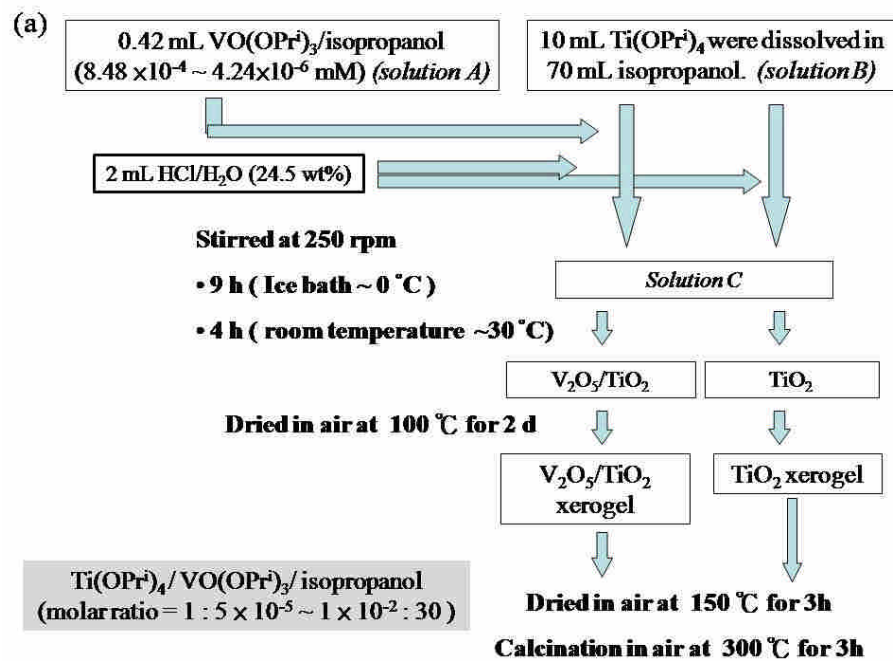 (a)
0.42 mL VO(OPrⁱ)₃/isopropanol
(8.48 ×10⁻⁴ ~ 4.24×10⁻⁶ mM) (solution A)
10 mL Ti(OPrⁱ)₄ were dissolved in
70 mL isopropanol. (solution B)
2 mL HCl/H₂O (24.5 wt%)
Stirred at 250 rpm
• 9 h ( Ice bath ~ 0 ℃ )
• 4 h ( room temperature ~30 ℃)
Solution C
V₂O₅/TiO₂
TiO₂
Dried in air at 100 ℃ for 2 d
V₂O₅/TiO₂
xerogel
TiO₂ xerogel
Ti(OPrⁱ)₄ / VO(OPrⁱ)₃/ isopropanol
(molar ratio = 1 : 5 x 10⁻⁵ ~ 1 x 10⁻² : 30 )
Dried in air at 150 ℃ for 3h
Calcination in air at 300 ℃ for 3h